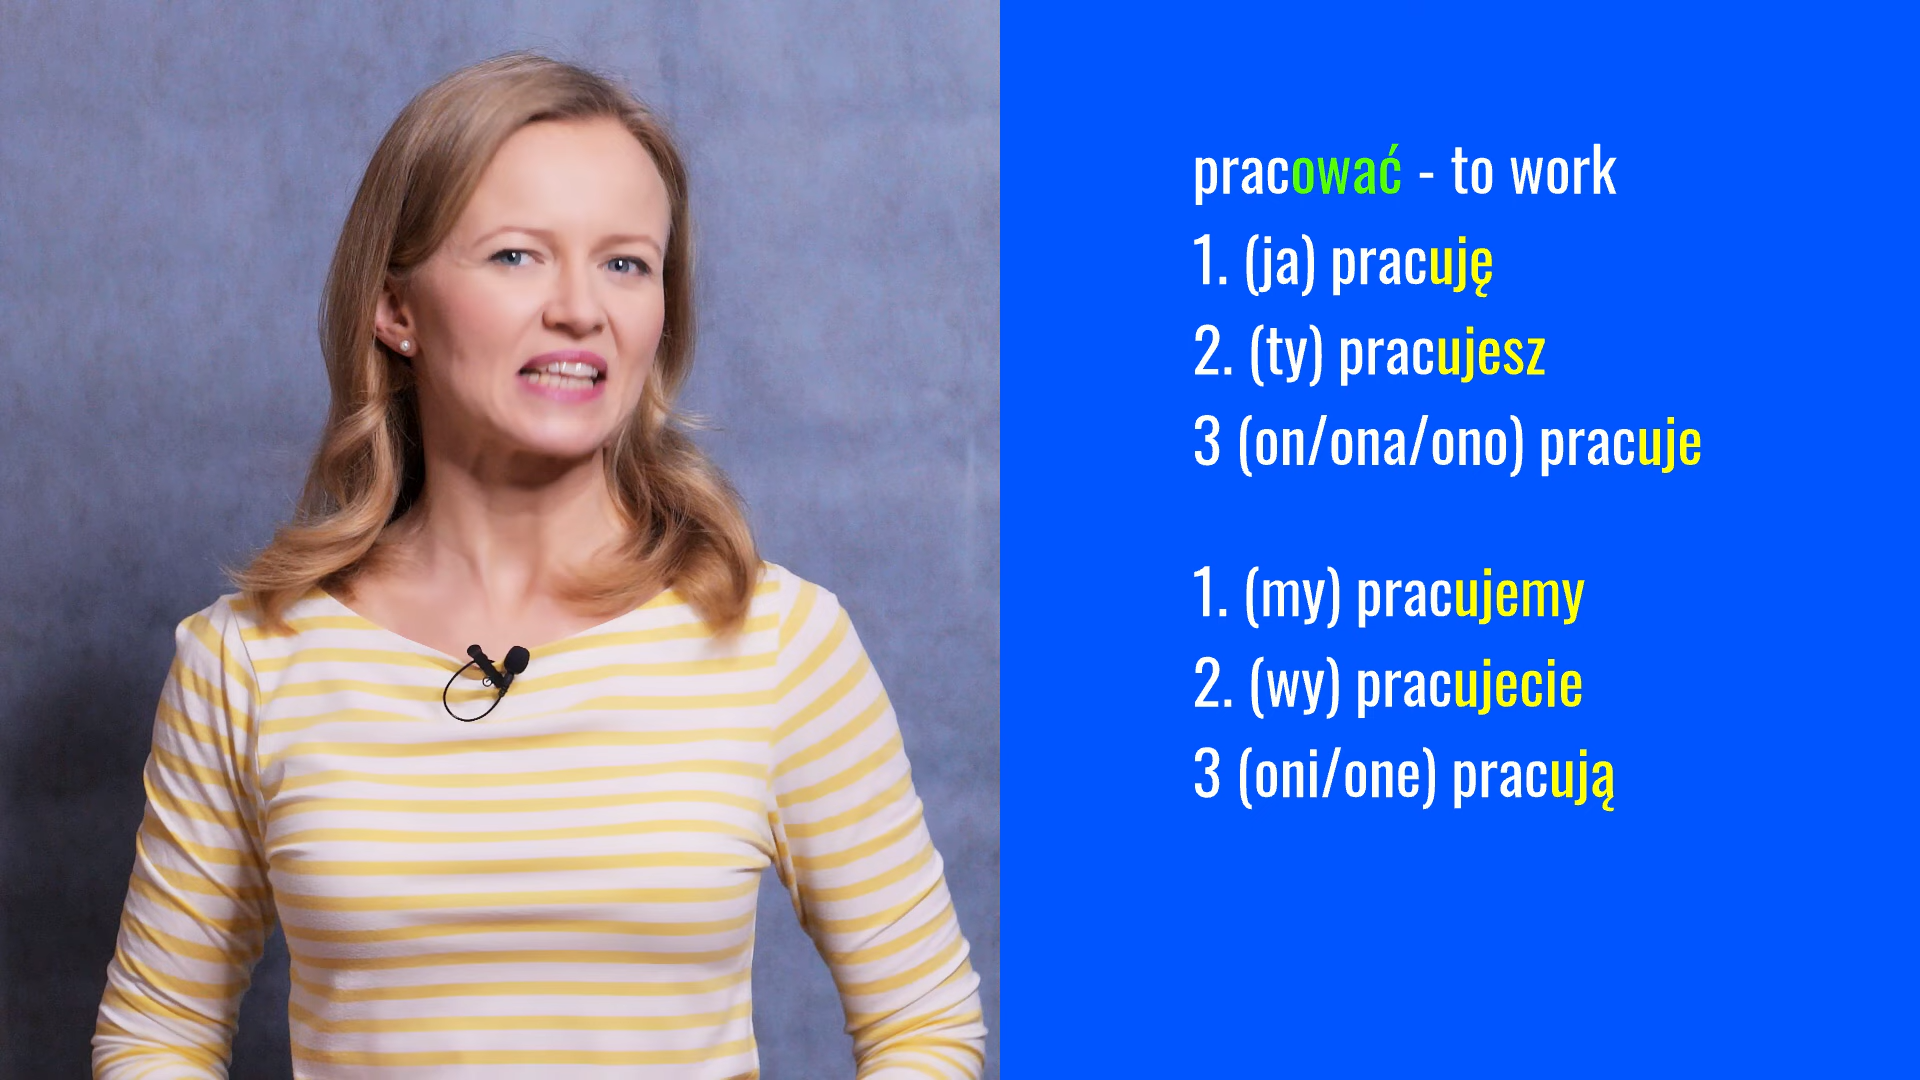 pracować - to work
1. (ja) pracuję
2. (ty) pracujesz
3 (on/ona/ono) pracuje
1. (my) pracujemy
2. (wy) pracujecie
3 (oni/one) pracują